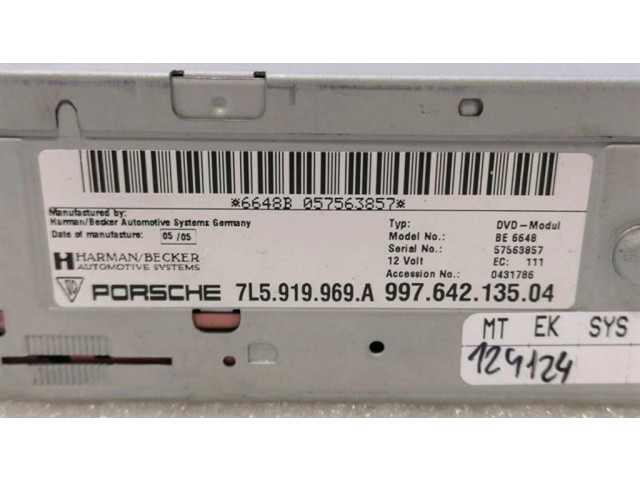 *6648B 057563857*
Manufactured by:
Harman/Becker Automotive Systems Germany
Date of manufacture: 05 /05
HARMAN/BECKER
AUTOMOTIVE SYSTEMS
Typ: DVD-Modul
Model No.: BE 6648
Serial No.: 57563857
12 Volt EC: 111
Accession No.: 0431786
PORSCHE 7L5.919.969.A 997.642.135.04
MT EK SYS
124124